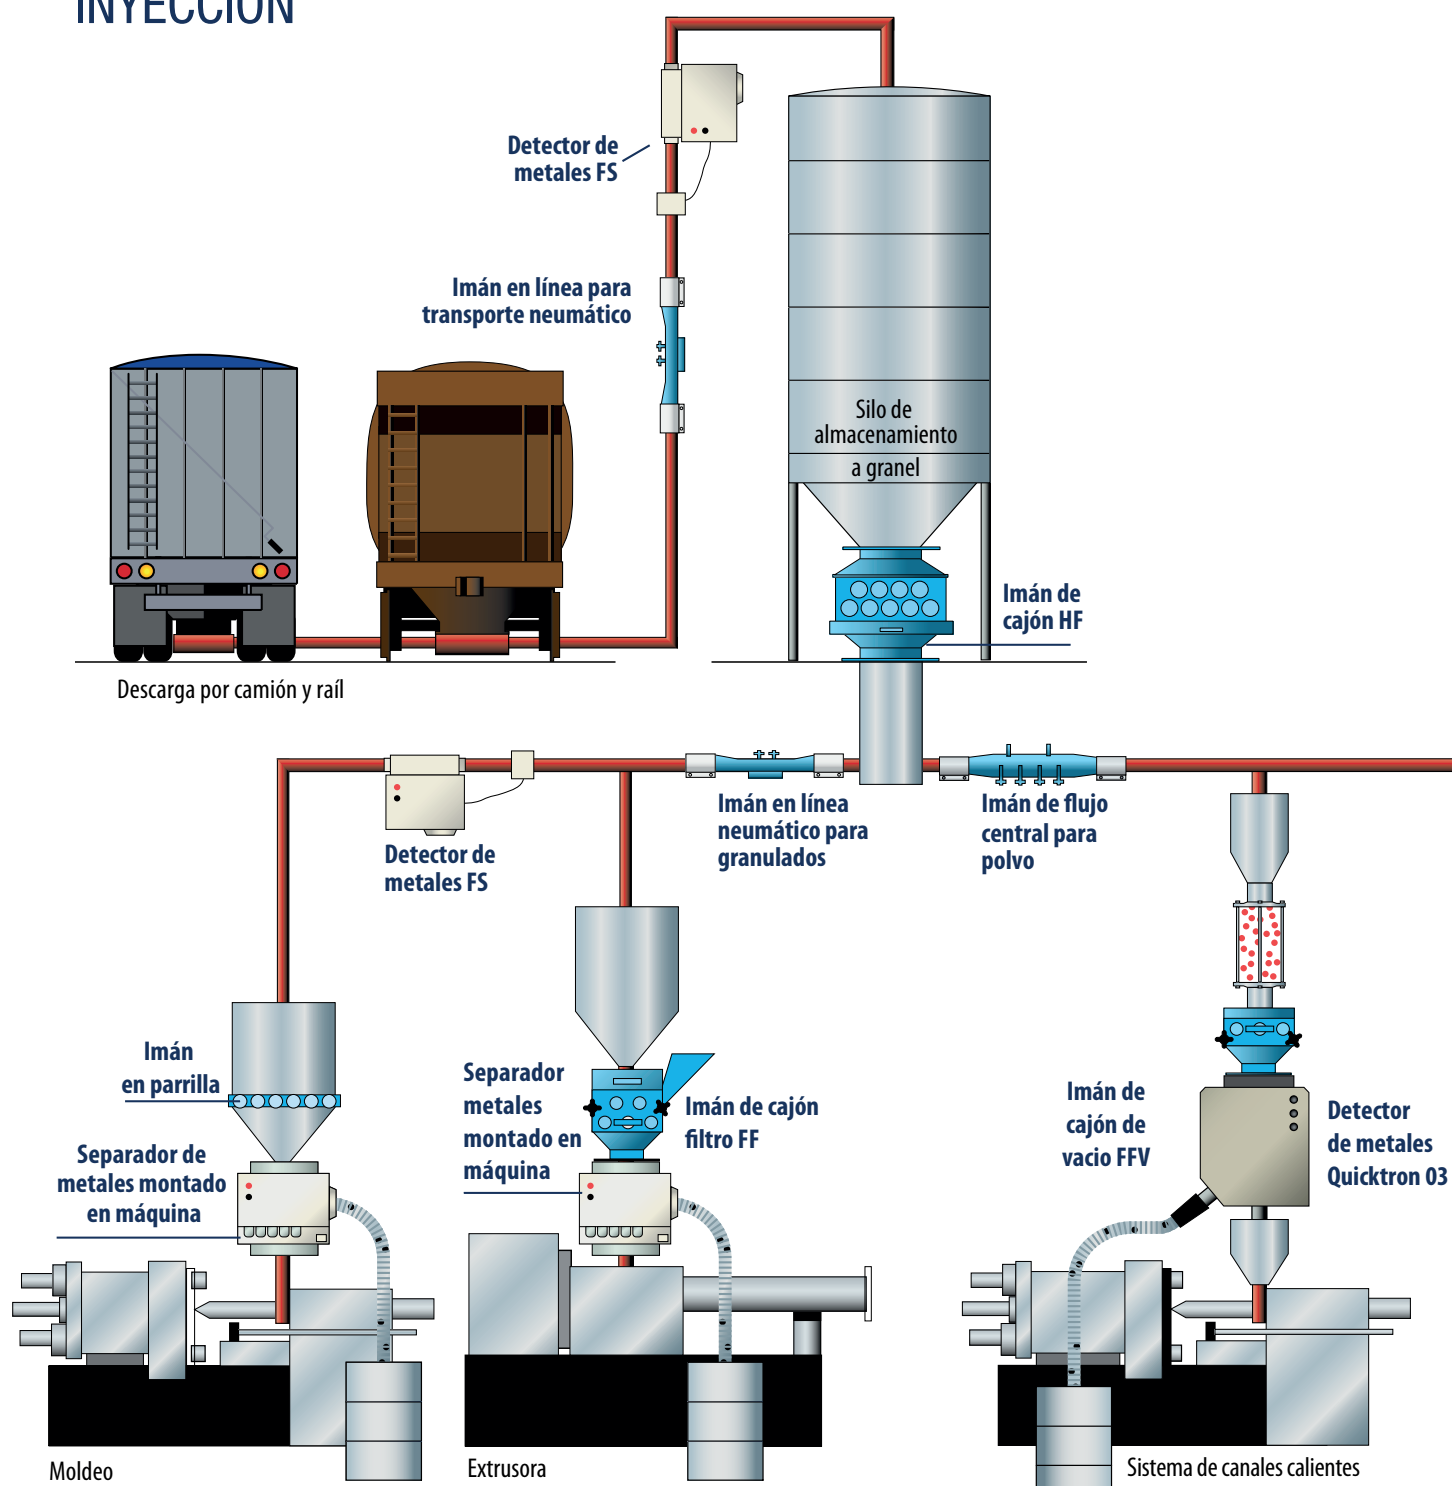 INYECCIÓN
Detector de
metales FS
Imán en línea para
transporte neumático
Silo de
almacenamiento
a granel
Imán de
cajón HF
Descarga por camión y raíl
Imán en línea
neumático para
granulados
Imán de flujo
central para
polvo
Detector de
metales FS
Imán
en parrilla
Separador de
metales montado
en máquina
Separador
metales
montado en
máquina
Imán de cajón
filtro FF
Imán de
cajón de
vacio FFV
Detector
de metales
Quicktron 03
Moldeo
Extrusora
Sistema de canales calientes